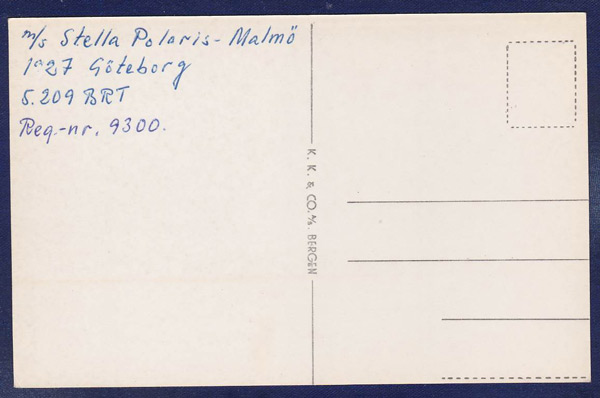 m/s Stella Polaris - Malmö
1927 Göteborg
5.209 BRT
Reg.-nr. 9300.
K. K. & CO. A/S. BERGEN